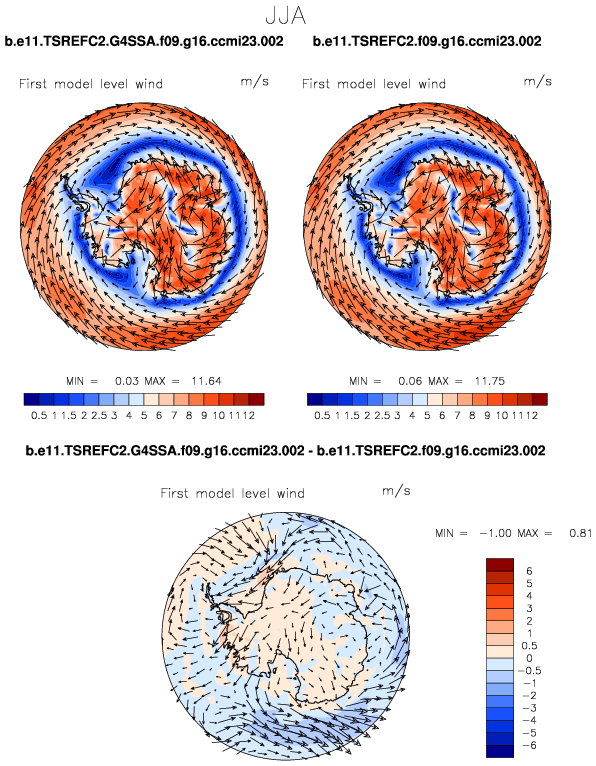 JJA
b.e11.TSREFC2.G4SSA.f09.g16.ccmi23.002
b.e11.TSREFC2.f09.g16.ccmi23.002
First model level wind m/s
First model level wind m/s
MIN = 0.03 MAX = 11.64
MIN = 0.06 MAX = 11.75
0.5 1 1.5 2 2.5 3 4 5 6 7 8 9 10 11 12
0.5 1 1.5 2 2.5 3 4 5 6 7 8 9 10 11 12
b.e11.TSREFC2.G4SSA.f09.g16.ccmi23.002 - b.e11.TSREFC2.f09.g16.ccmi23.002
First model level wind m/s
MIN = -1.00 MAX = 0.81
6
5
4
3
2
1
0.5
0
-0.5
-1
-2
-3
-4
-5
-6